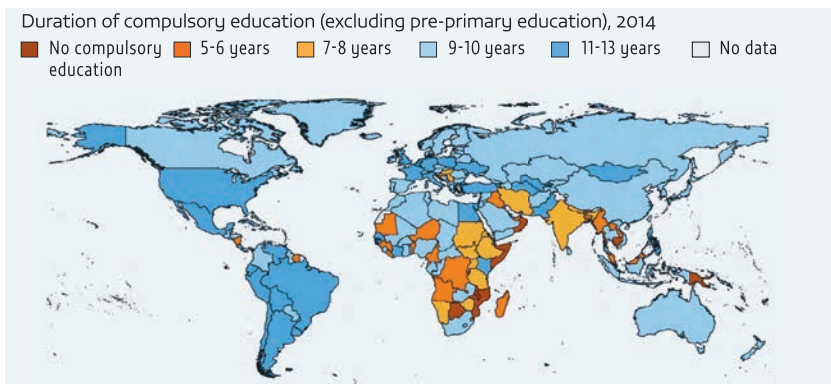 Duration of compulsory education (excluding pre-primary education), 2014
No compulsory education 5-6 years 7-8 years 9-10 years 11-13 years No data